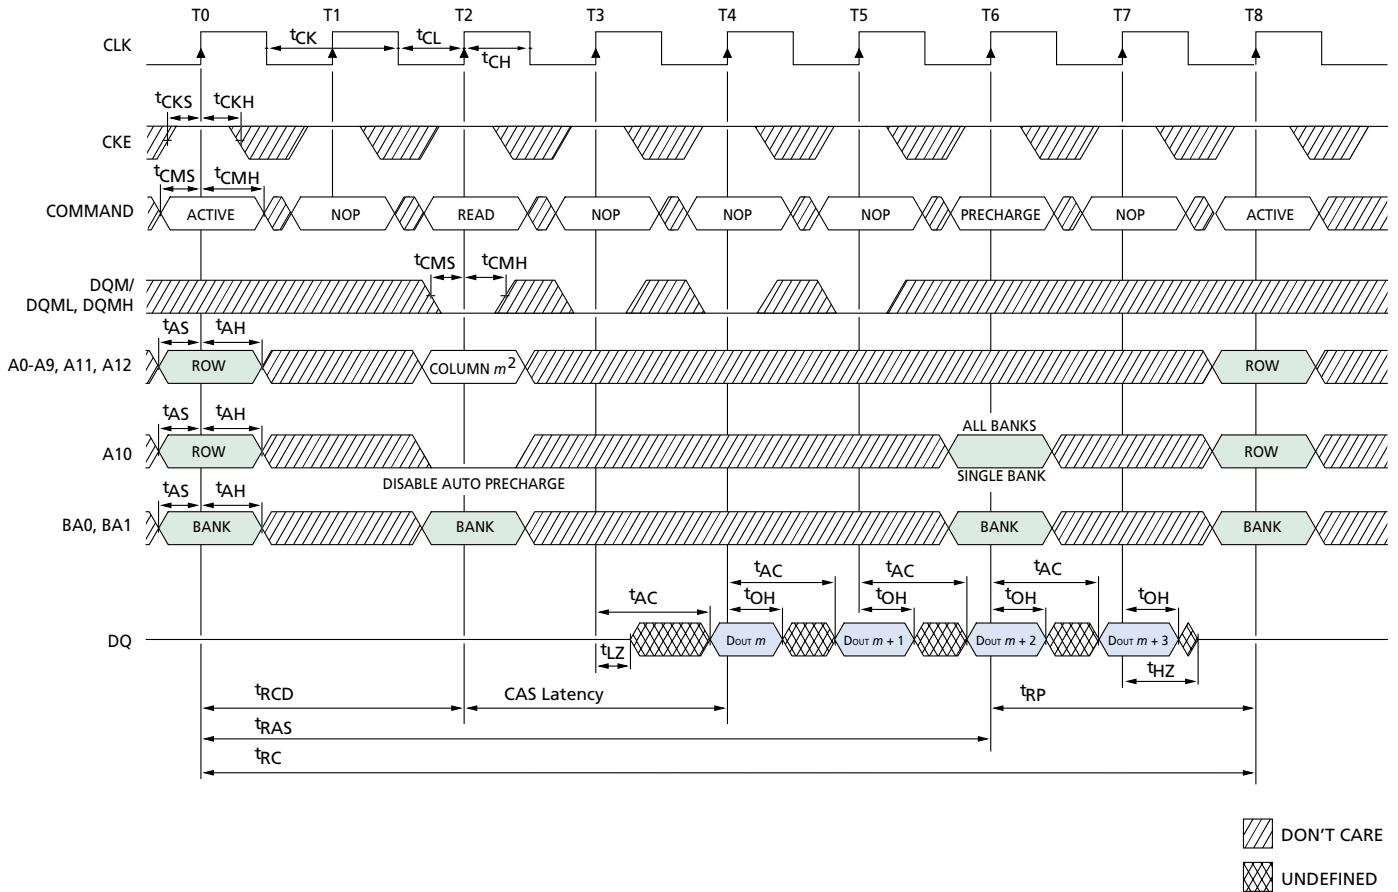 T0 T1 T2 T3 T4 T5 T6 T7 T8
CLK
tCK tCL
tCH
tCKS tCKH
CKE
tCMS tCMH
COMMAND ACTIVE NOP READ NOP NOP NOP PRECHARGE NOP ACTIVE
tCMS tCMH
DQM/
DQML, DQMH
tAS tAH
A0-A9, A11, A12 ROW COLUMN m2 ROW
tAS tAH
ALL BANKS
A10 ROW ROW
DISABLE AUTO PRECHARGE SINGLE BANK
tAS tAH
BA0, BA1 BANK BANK BANK BANK
tAC tAC tAC
tAC tOH tOH tOH tOH
DQ DOUT m DOUT m + 1 DOUT m + 2 DOUT m + 3
tLZ
tHZ
tRCD CAS Latency tRP
tRAS
tRC
DON'T CARE
UNDEFINED